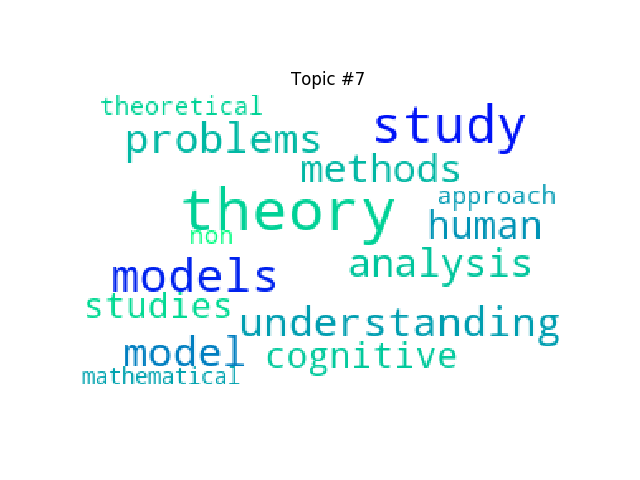 Topic #7
theoretical
study
problems
methods
theory
approach
human
non
analysis
models
studies
understanding
model
cognitive
mathematical